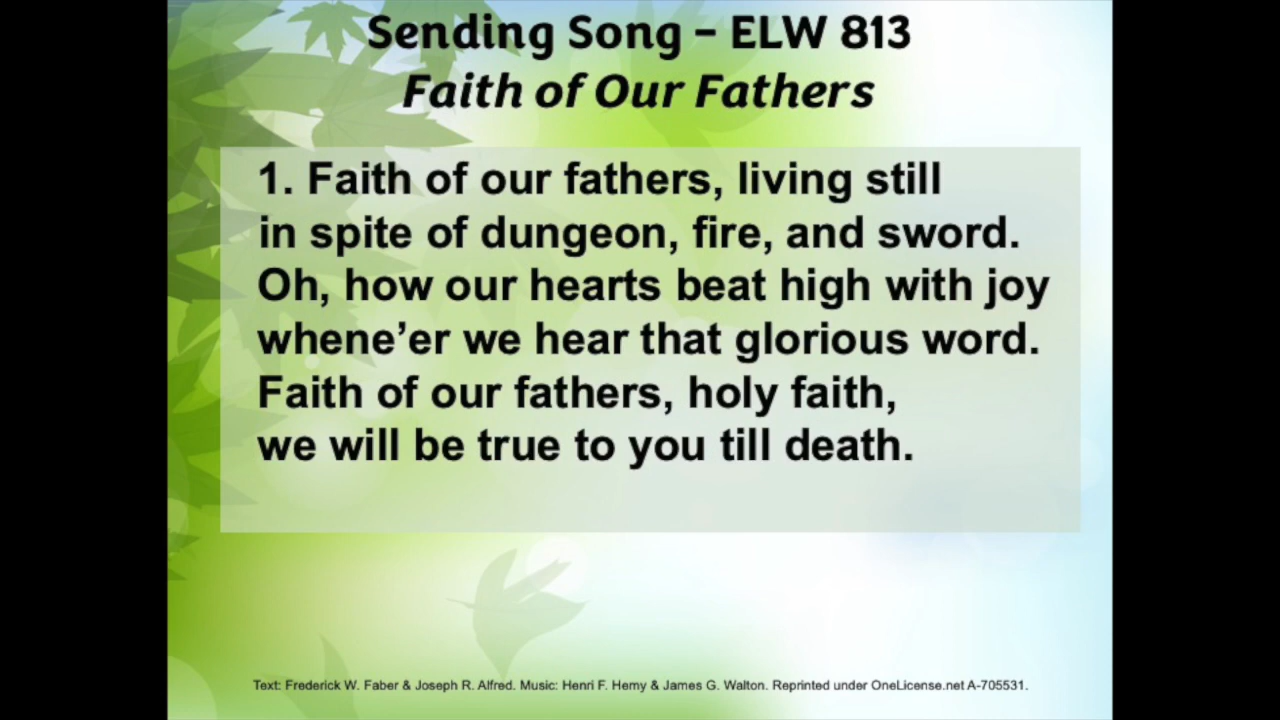 Sending Song – ELW 813
Faith of Our Fathers
1. Faith of our fathers, living still
in spite of dungeon, fire, and sword.
Oh, how our hearts beat high with joy
whene’er we hear that glorious word.
Faith of our fathers, holy faith,
we will be true to you till death.
Text: Frederick W. Faber & Joseph R. Alfred. Music: Henri F. Hemy & James G. Walton. Reprinted under OneLicense.net A-705531.